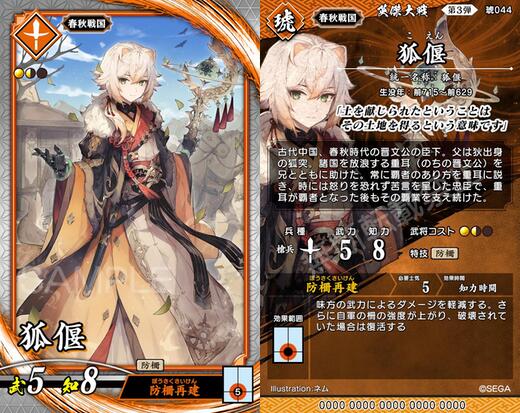 春秋戦国
狐偃
防柵
武5 知8
ぼうさくさいけん
防柵再建
5
SAMPLE
琥
春秋戦国
英傑大戦
第3弾
琥044
こ えん
狐偃
統一名称：狐偃
生没年：前715～前629
「土を献じられたということは
その土地を得るという意味です」
古代中国、春秋時代の晋文公の臣下。父は狄出身
の狐突。諸国を放浪する重耳（のちの晋文公）を
兄とともに助けた。常に覇者のあり方を重耳に説
き、時には怒りを恐れず苦言を呈した忠臣で、重
耳が覇者となった後もその覇業を支え続けた。
兵種 武力 知力 武将コスト
槍兵 5 8
特技 防柵
ぼうさくさいけん 必要士気 効果時間
防柵再建 5 知力時間
効果範囲
味方の武力によるダメージを軽減する。さ
らに自軍の柵の強度が上がり、破壊されて
いた場合は復活する
Illustration:ネム
©SEGA
0000 0000 0000 0000 0000